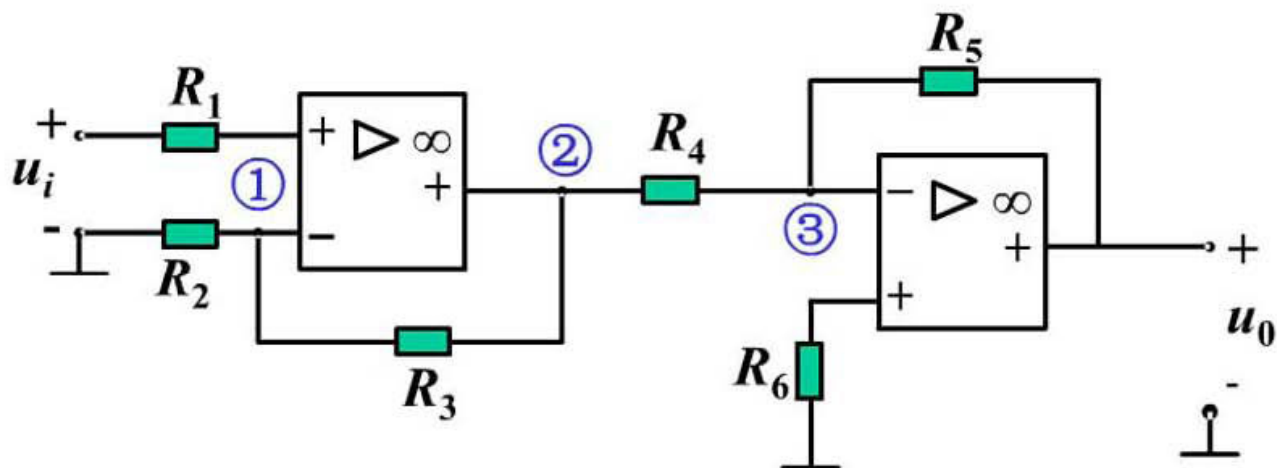 R5
+ R1 + ▷ ∞ ② R4
ui ① + - ▷ ∞
- R2 - ③ + +
+ u0
R3 R6 -